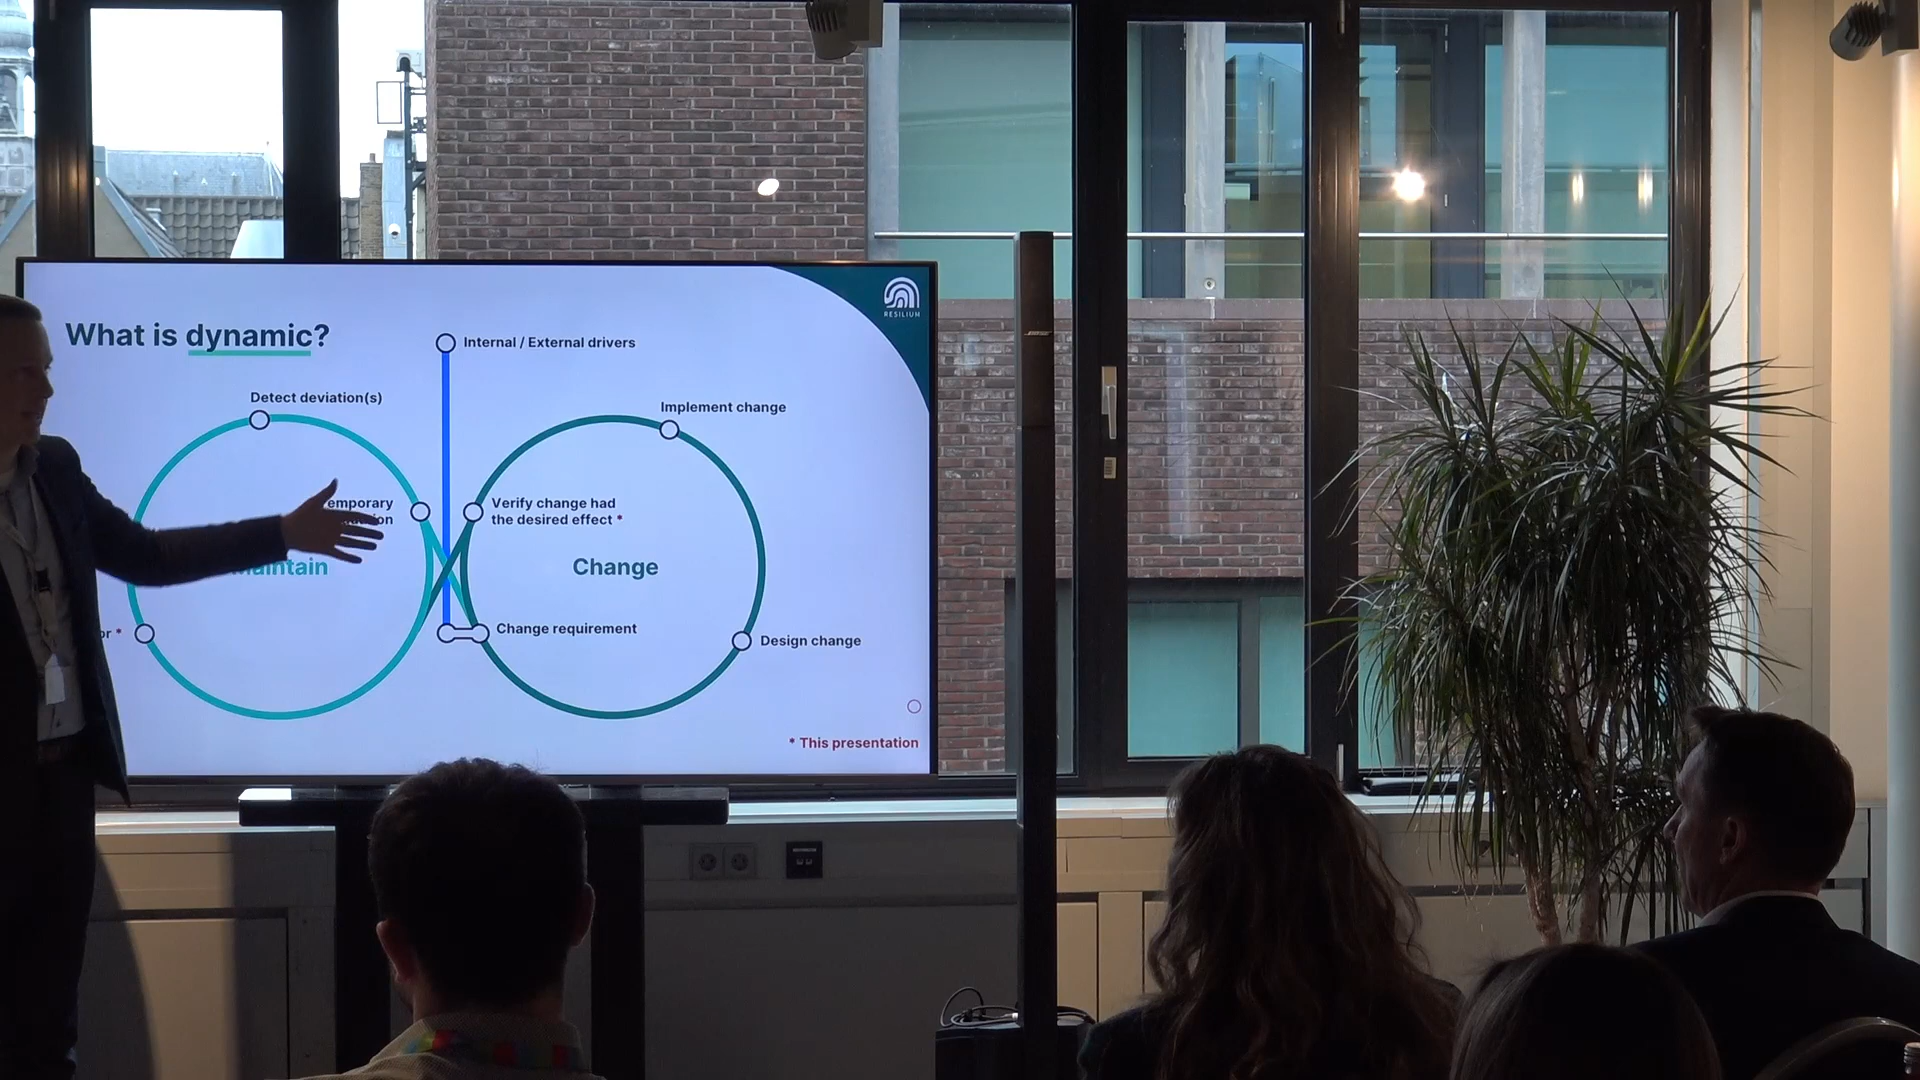 RESILIUM
What is dynamic?
Internal / External drivers
Detect deviation(s)
Implement change
Verify change had
the desired effect *
Change
Change requirement
Design change
* This presentation